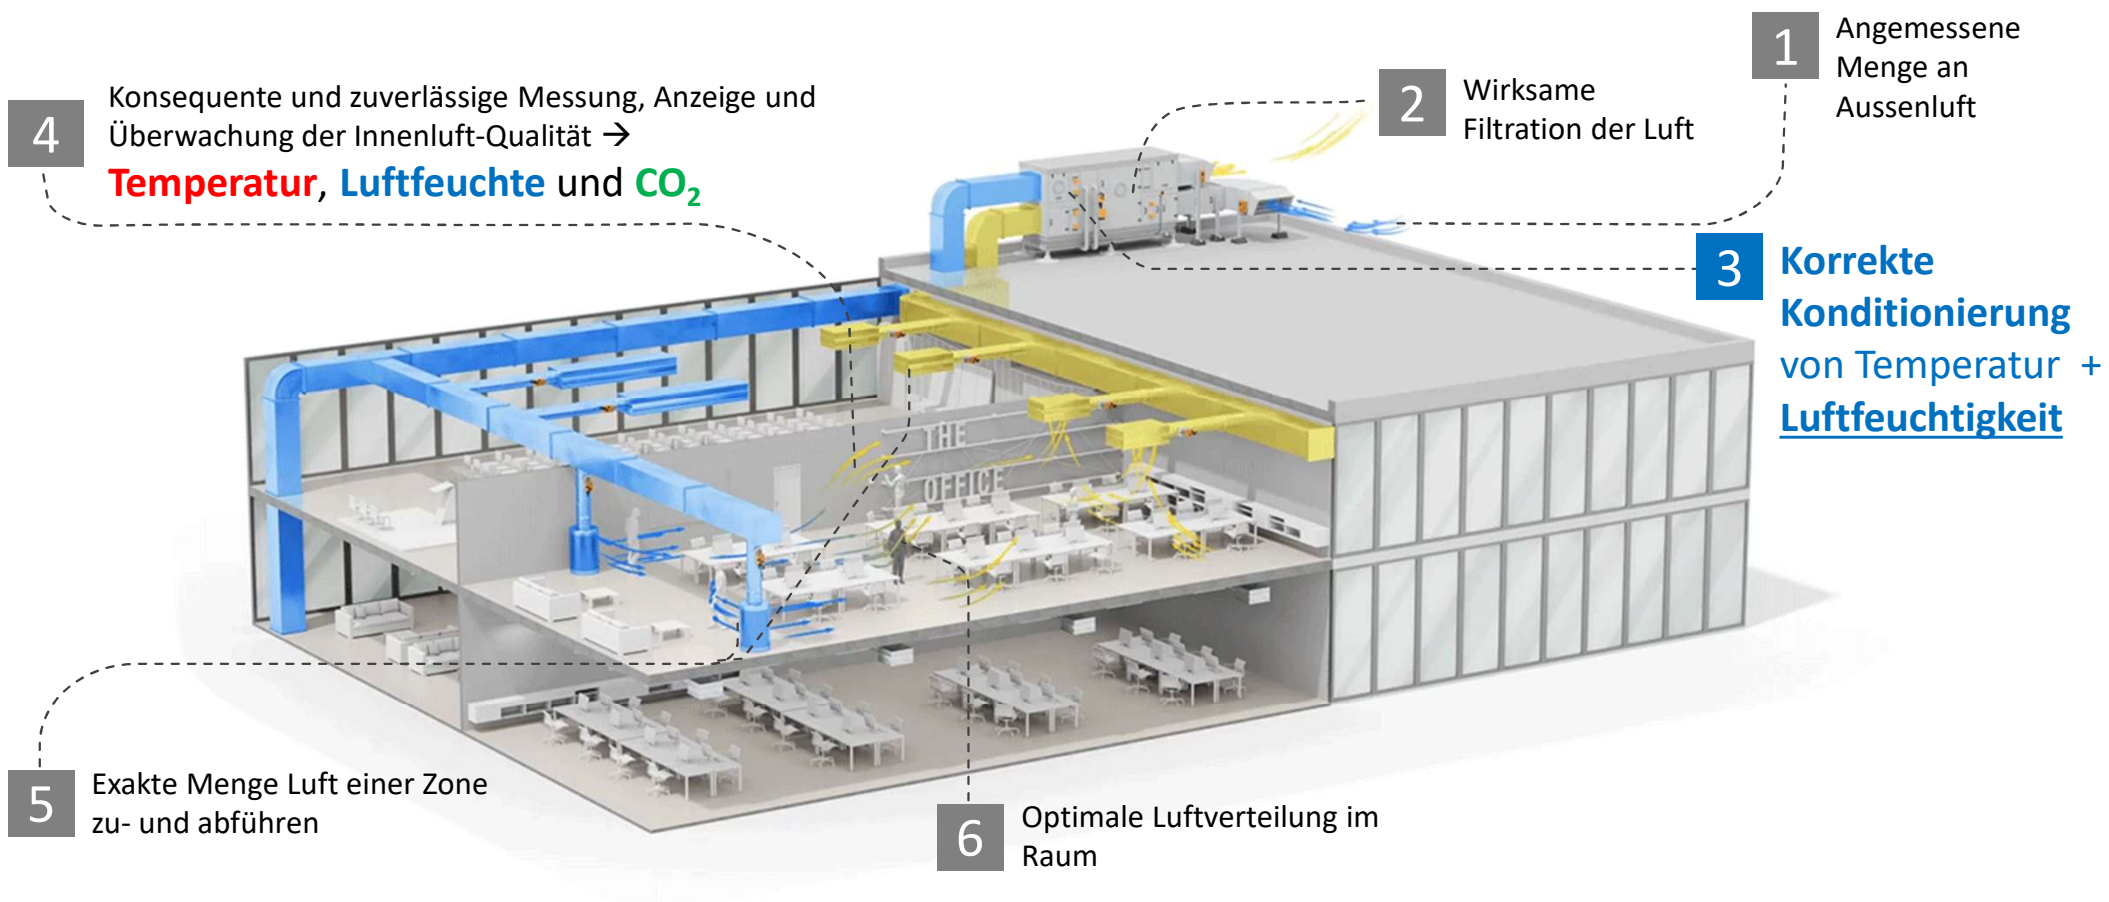 1
Angemessene
Menge an
Aussenluft
2
Wirksame
Filtration der Luft
3
Korrekte
Konditionierung
von Temperatur +
Luftfeuchtigkeit
4
Konsequente und zuverlässige Messung, Anzeige und
Überwachung der Innenluft-Qualität →
Temperatur, Luftfeuchte und CO₂
THE
OFFICE
5
Exakte Menge Luft einer Zone
zu- und abführen
6
Optimale Luftverteilung im
Raum